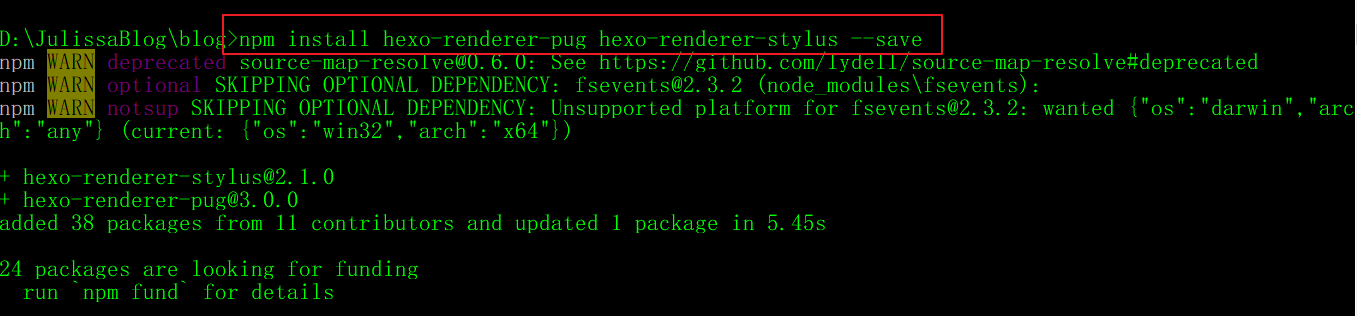 D:\JulissaBlog\blog>npm install hexo-renderer-pug hexo-renderer-stylus --save
npm WARN deprecated source-map-resolve@0.6.0: See https://github.com/lydell/source-map-resolve#deprecated
npm WARN optional SKIPPING OPTIONAL DEPENDENCY: fsevents@2.3.2 (node_modules\fsevents):
npm WARN notsup SKIPPING OPTIONAL DEPENDENCY: Unsupported platform for fsevents@2.3.2: wanted {"os":"darwin","arc
h":"any"} (current: {"os":"win32","arch":"x64"})
+ hexo-renderer-stylus@2.1.0
+ hexo-renderer-pug@3.0.0
added 38 packages from 11 contributors and updated 1 package in 5.45s
24 packages are looking for funding
  run `npm fund` for details